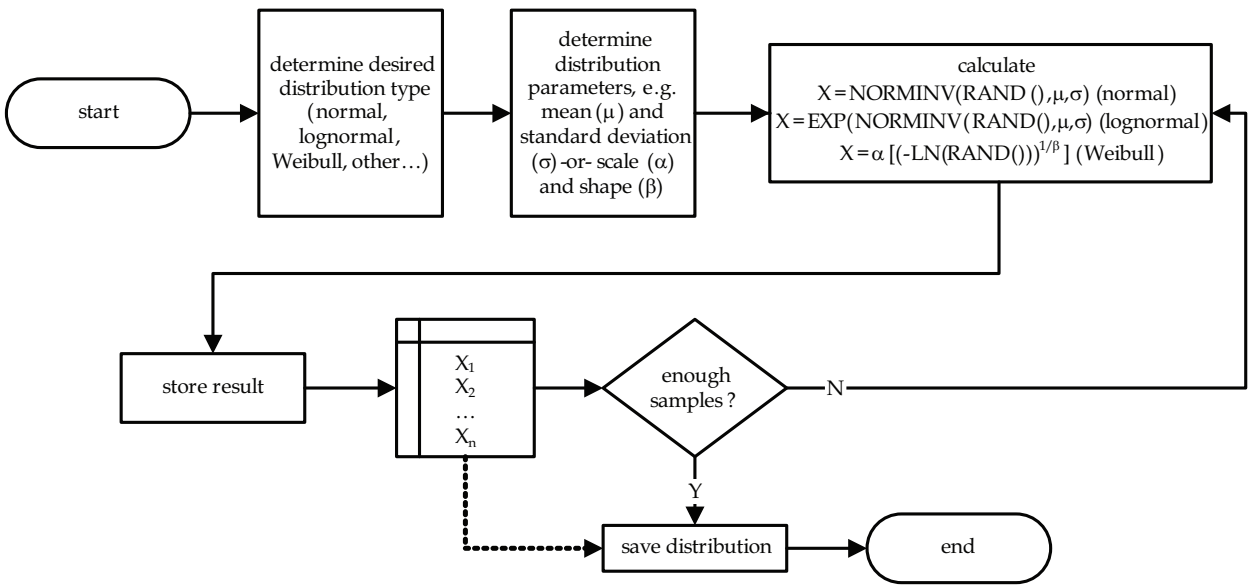 start
determine desired
distribution type
(normal,
lognormal,
Weibull, other…)
determine
distribution
parameters, e.g.
mean (μ) and
standard deviation
(σ) -or- scale (α)
and shape (β)
calculate
X = NORMINV(RAND (),μ,σ) (normal)
X = EXP(NORMINV(RAND(),μ,σ) (lognormal)
X = α [(-LN(RAND()))^1/β ] (Weibull)
store result
X1
X2
…
Xn
enough
samples ?
N
Y
save distribution
end